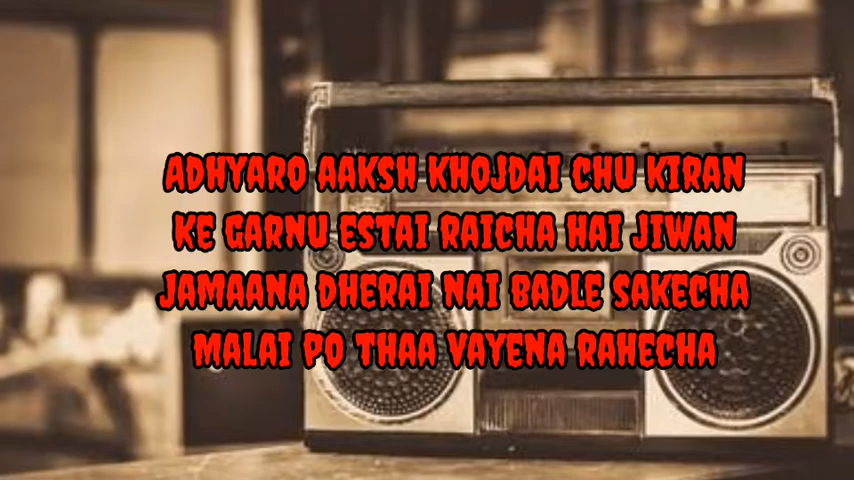 ADHYARO AAKSH KHOJDAI CHU KIRAN
KE GARNU ESTAI RAICHA HAI JIWAN
JAMAANA DHERAI NAI BADLE SAKECHA
MALAI PO THAA VAYENA RAHECHA